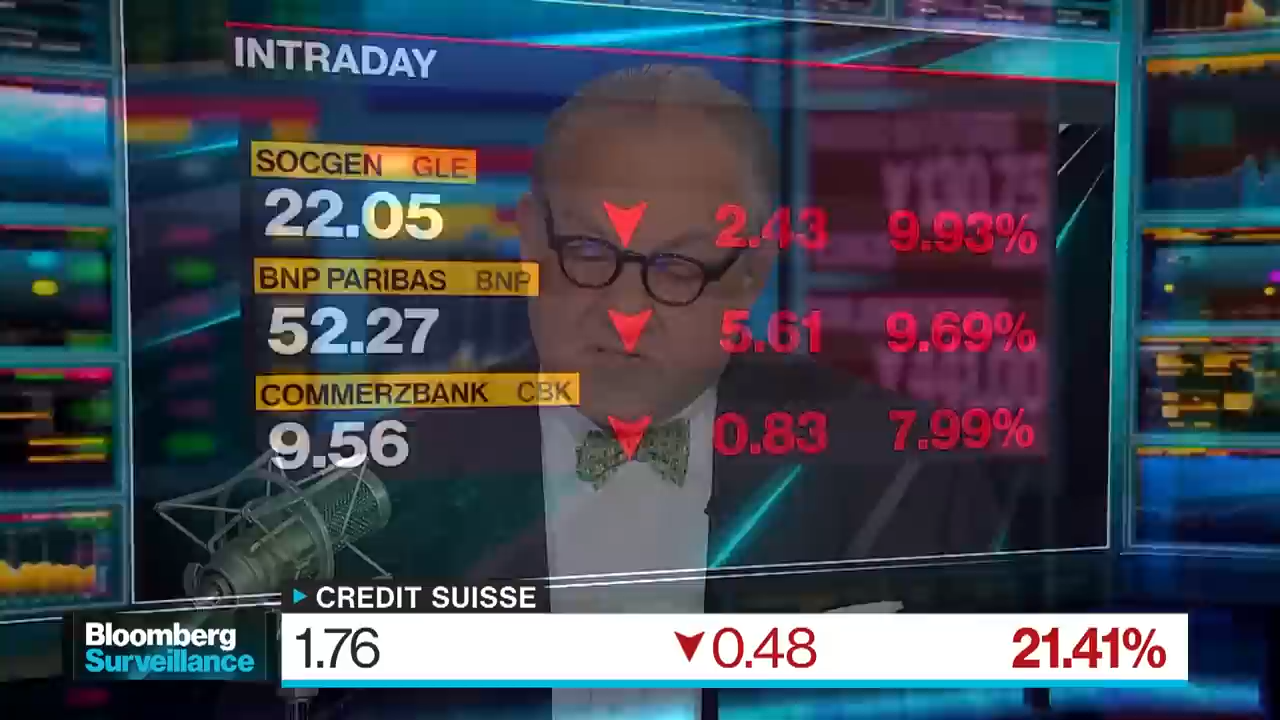 INTRADAY
SOCGEN GLE
22.05 2.43 9.93%
BNP PARIBAS BNP
52.27 5.61 9.69%
COMMERZBANK CBK
9.56 0.83 7.99%
CREDIT SUISSE
Bloomberg
Surveillance
1.76 0.48 21.41%